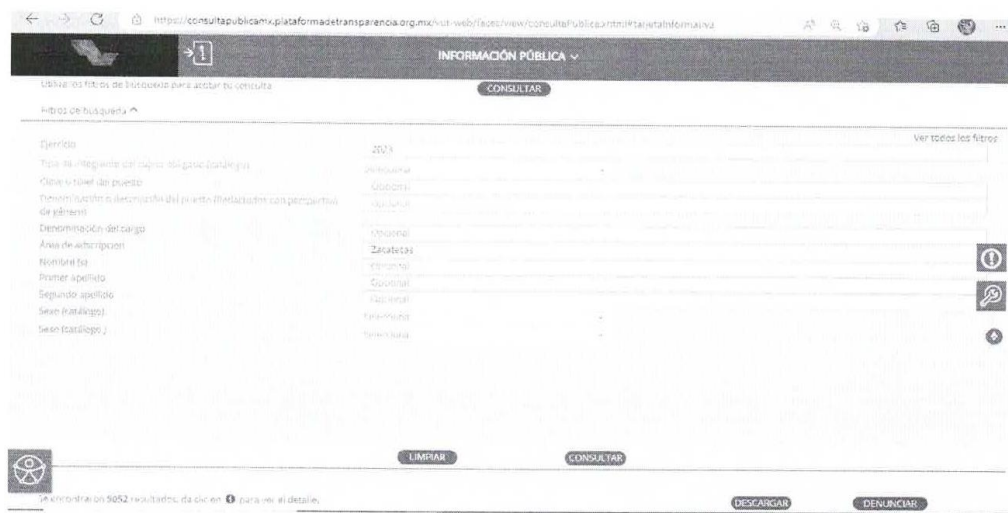 https://consultapublicamx.plataformadetransparencia.org.mx/vut-web/faces/view/consultaPublica.xhtml#tarjetaInformativa
INFORMACIÓN PÚBLICA
Utiliza los filtros de búsqueda para acotar tu consulta
CONSULTAR
Filtros de búsqueda
Ver todos los filtros
Ejercicio
2023
Tipo de integrante del sujeto obligado (catálogo)
Selecciona
Clave o nivel del puesto
Opcional
Denominación o descripción del puesto (Redactados con perspectiva
de género)
Opcional
Denominación del cargo
Opcional
Área de adscripción
Zacatecas
Nombre (s)
Opcional
Primer apellido
Opcional
Segundo apellido
Opcional
Sexo (catálogo)
Selecciona
Sexo (catálogo )
Selecciona
LIMPIAR
CONSULTAR
Se encontraron 5052 resultados, da clic en para ver el detalle.
DESCARGAR
DENUNCIAR